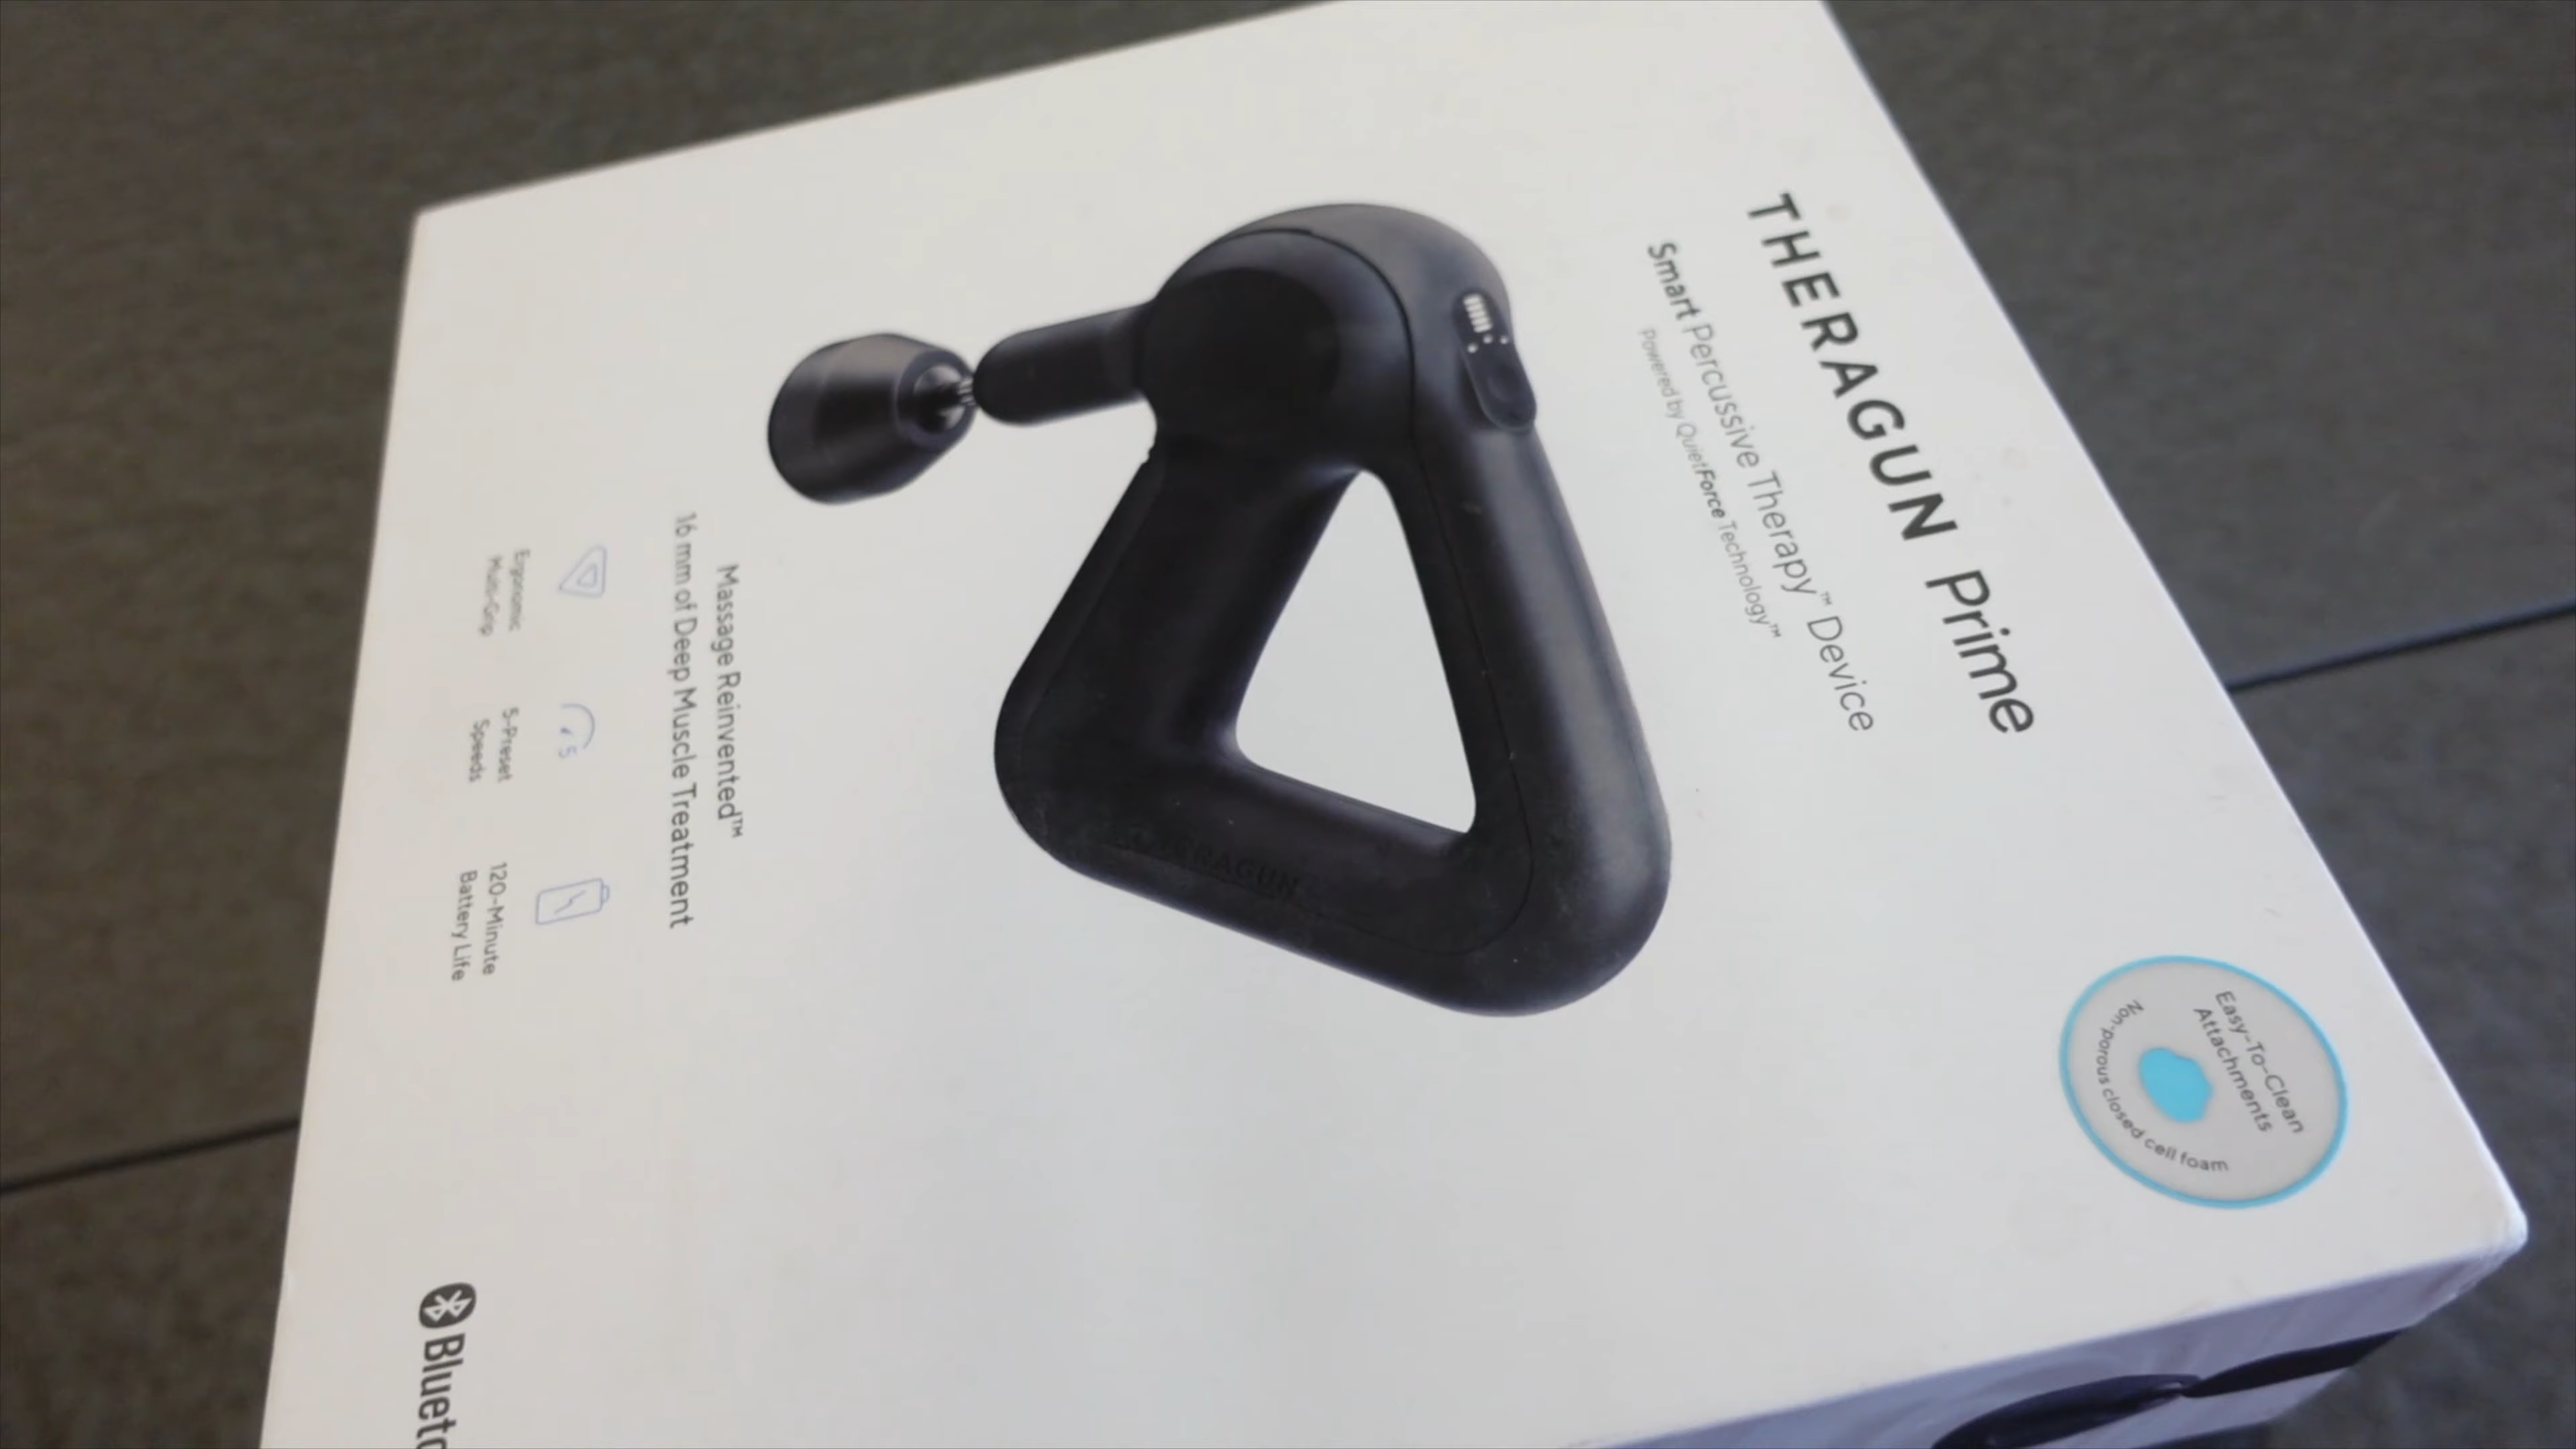 THERAGUN Prime
Smart Percussive Therapy™ Device
Powered by QuietForce Technology™
Easy-To-Clean
Attachments
Non-porous closed cell foam
THERAGUN
Massage Reinvented™
16 mm of Deep Muscle Treatment
5
Ergonomic
Multi-Grip
5-Preset
Speeds
120-Minute
Battery Life
Blueto